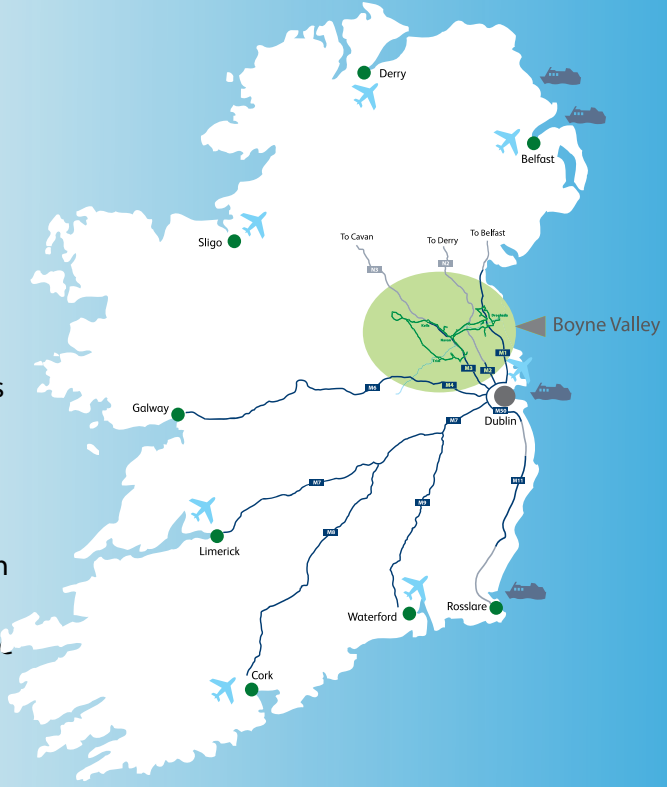 Derry
Belfast
Sligo
To Cavan
To Derry
To Belfast
N3
N2
Boyne Valley
M1
M3
M2
s
M6
M4
Galway
M50
Dublin
M7
M7
M11
M9
M8
Limerick
n
Waterford
Rosslare
Cork